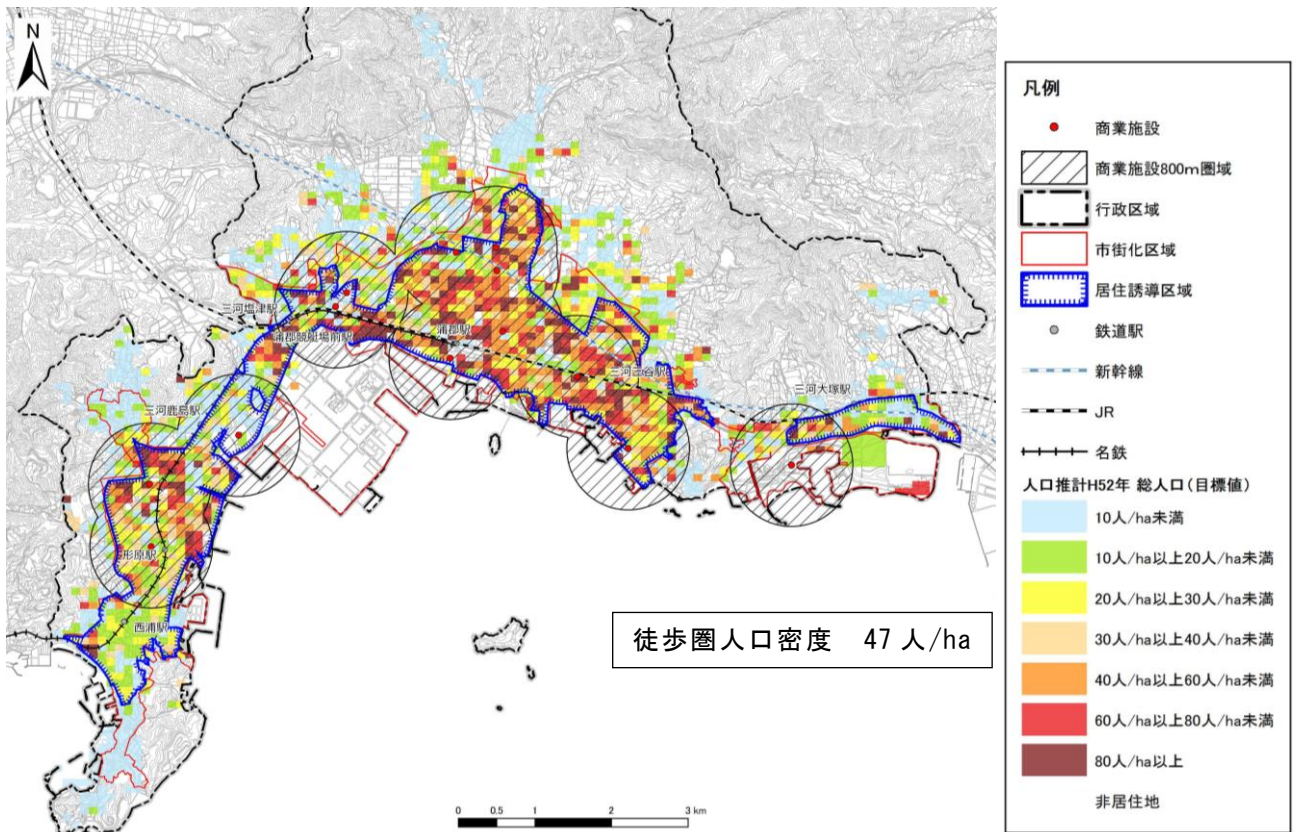 N
三河塩津駅
蒲郡競艇場前駅
蒲郡駅
三河三谷駅
三河大塚駅
三河鹿島駅
形原駅
西浦駅
徒歩圏人口密度 47 人/ha
0 0.5 1 2 3 km
凡例
商業施設
商業施設800m圏域
行政区域
市街化区域
居住誘導区域
鉄道駅
新幹線
JR
名鉄
人口推計H52年 総人口(目標値)
10人/ha未満
10人/ha以上20人/ha未満
20人/ha以上30人/ha未満
30人/ha以上40人/ha未満
40人/ha以上60人/ha未満
60人/ha以上80人/ha未満
80人/ha以上
非居住地